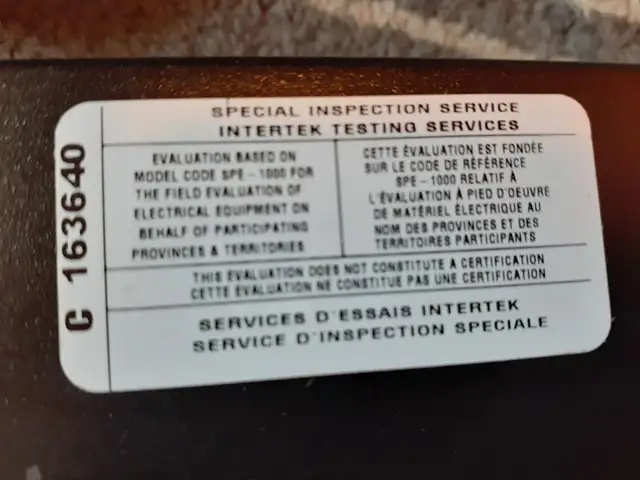 C 163640
SPECIAL INSPECTION SERVICE
INTERTEK TESTING SERVICES
EVALUATION BASED ON
MODEL CODE SPE - 1000 FOR
THE FIELD EVALUATION OF
ELECTRICAL EQUIPMENT ON
BEHALF OF PARTICIPATING
PROVINCES & TERRITORIES
CETTE ÉVALUATION EST FONDÉE
SUR LE CODE DE RÉFÉRENCE
SPE - 1000 RELATIF À
L'ÉVALUATION À PIED D'OEUVRE
DE MATÉRIEL ÉLECTRIQUE AU
NOM DES PROVINCES ET DES
TERRITOIRES PARTICIPANTS
THIS EVALUATION DOES NOT CONSTITUTE A CERTIFICATION
CETTE ÉVALUATION NE CONSTITUE PAS UNE CERTIFICATION
SERVICES D'ESSAIS INTERTEK
SERVICE D'INSPECTION SPECIALE